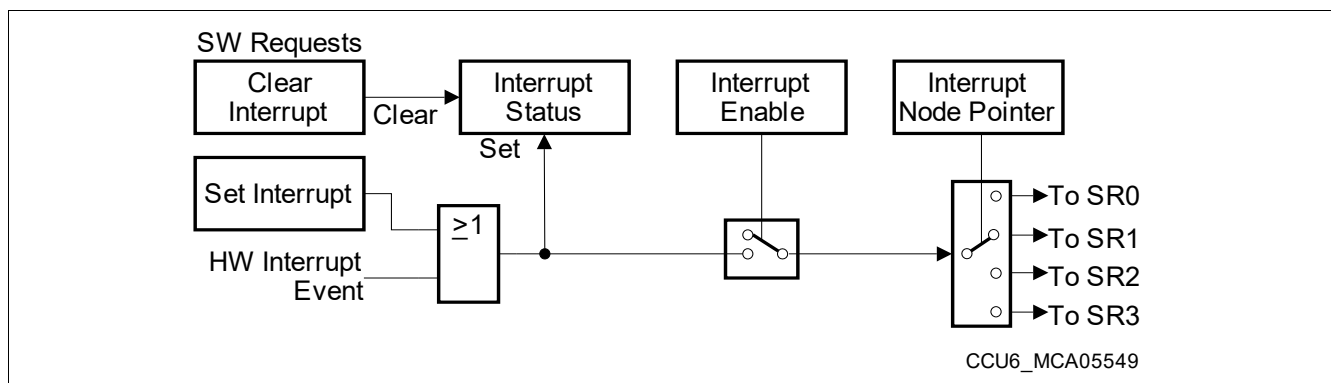 SW Requests
Clear
Interrupt
Clear
Interrupt
Status
Set
Interrupt
Enable
Interrupt
Node Pointer
Set Interrupt
≥1
HW Interrupt
Event
To SR0
To SR1
To SR2
To SR3
CCU6_MCA05549